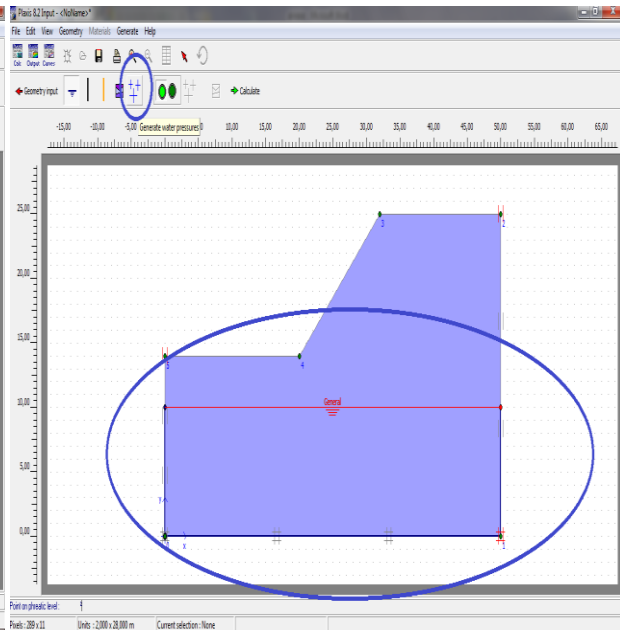 Plaxis 8.2 Input - <NoName>*
File Edit View Geometry Materials Generate Help
Calc Output Curves
Geometry input
Calculate
Generate water pressures
-15,00 -10,00 -5,00 10,00 15,00 20,00 25,00 30,00 35,00 40,00 45,00 50,00 55,00 60,00 65,00
25,00
3 2
20,00
15,00
5 4
10,00
General
5,00
y
0,00
x
1
Point on phreatic level :
Pixels : 289 x 11 Units : 2,000 x 28,000 m Current selection : None